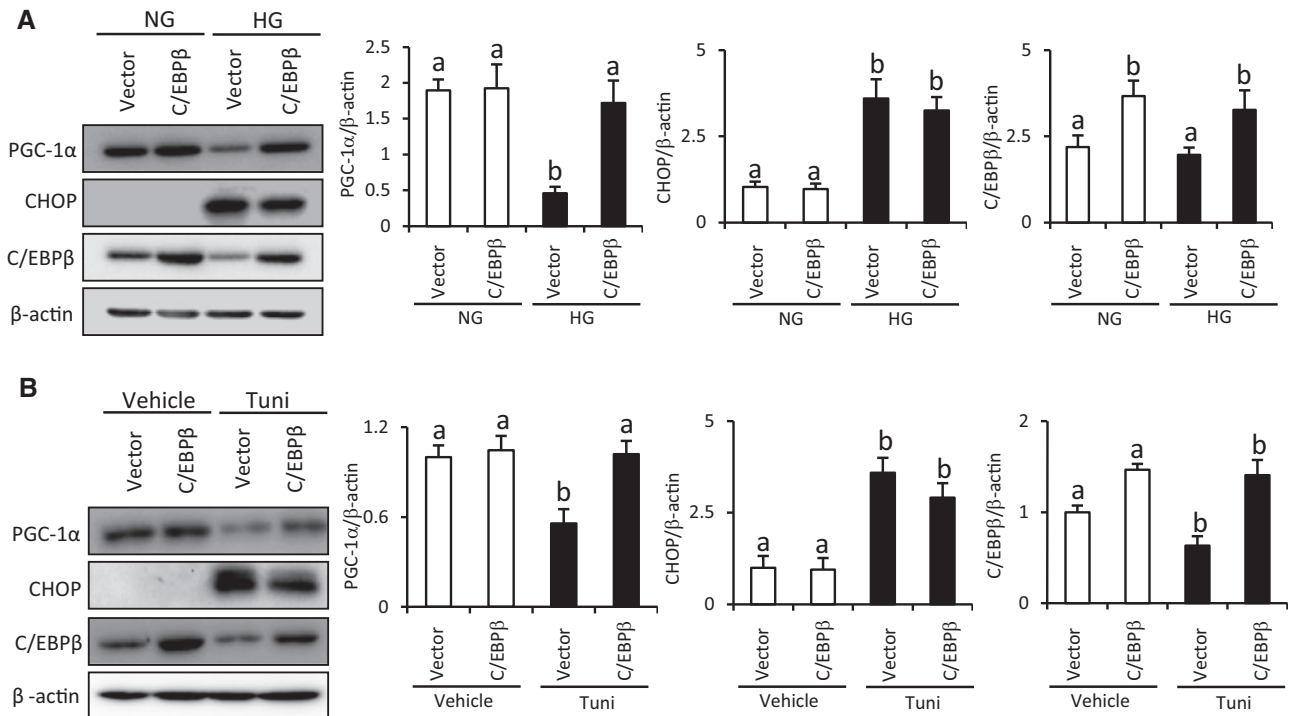 A
NG HG
Vector C/EBPβ Vector C/EBPβ
PGC-1α
CHOP
C/EBPβ
β-actin
PGC-1α/β-actin
2.5
2
1.5
1
0.5
0
a a b a
Vector C/EBPβ Vector C/EBPβ
NG HG
CHOP/β-actin
5
2.5
0
a a b b
Vector C/EBPβ Vector C/EBPβ
NG HG
C/EBPβ/β-actin
5
2.5
0
a b a b
Vector C/EBPβ Vector C/EBPβ
NG HG
B
Vehicle Tuni
Vector C/EBPβ Vector C/EBPβ
PGC-1α
CHOP
C/EBPβ
β -actin
PGC-1α/β-actin
1.2
0.6
0
a a b a
Vector C/EBPβ Vector C/EBPβ
Vehicle Tuni
CHOP/β-actin
5
2.5
0
a a b b
Vector C/EBPβ Vector C/EBPβ
Vehicle Tuni
C/EBPβ/β-actin
2
1
0
a a b b
Vector C/EBPβ Vector C/EBPβ
Vehicle Tuni